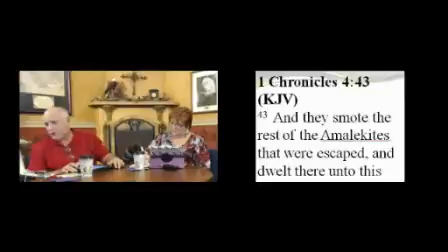 1 Chronicles 4:43
(KJV)
43 And they smote the
rest of the Amalekites
that were escaped, and
dwelt there unto this